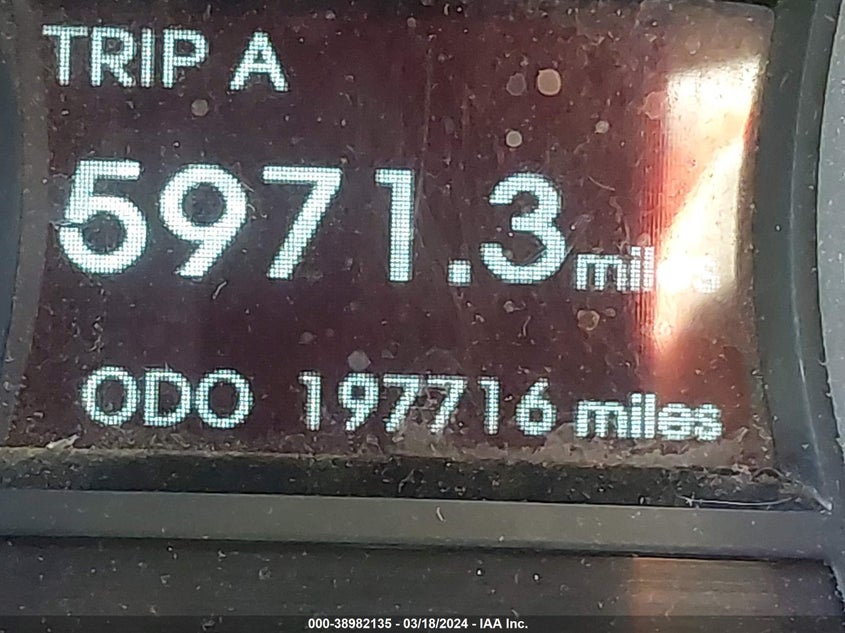 TRIP A
5971.3 miles
ODO 197716 miles
000-38982135 - 03/18/2024 - IAA Inc.